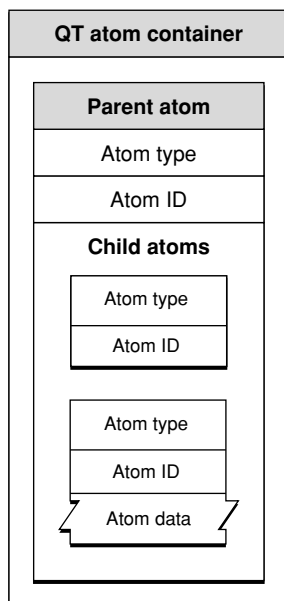 QT atom container
Parent atom
Atom type
Atom ID
Child atoms
Atom type
Atom ID
Atom type
Atom ID
Atom data